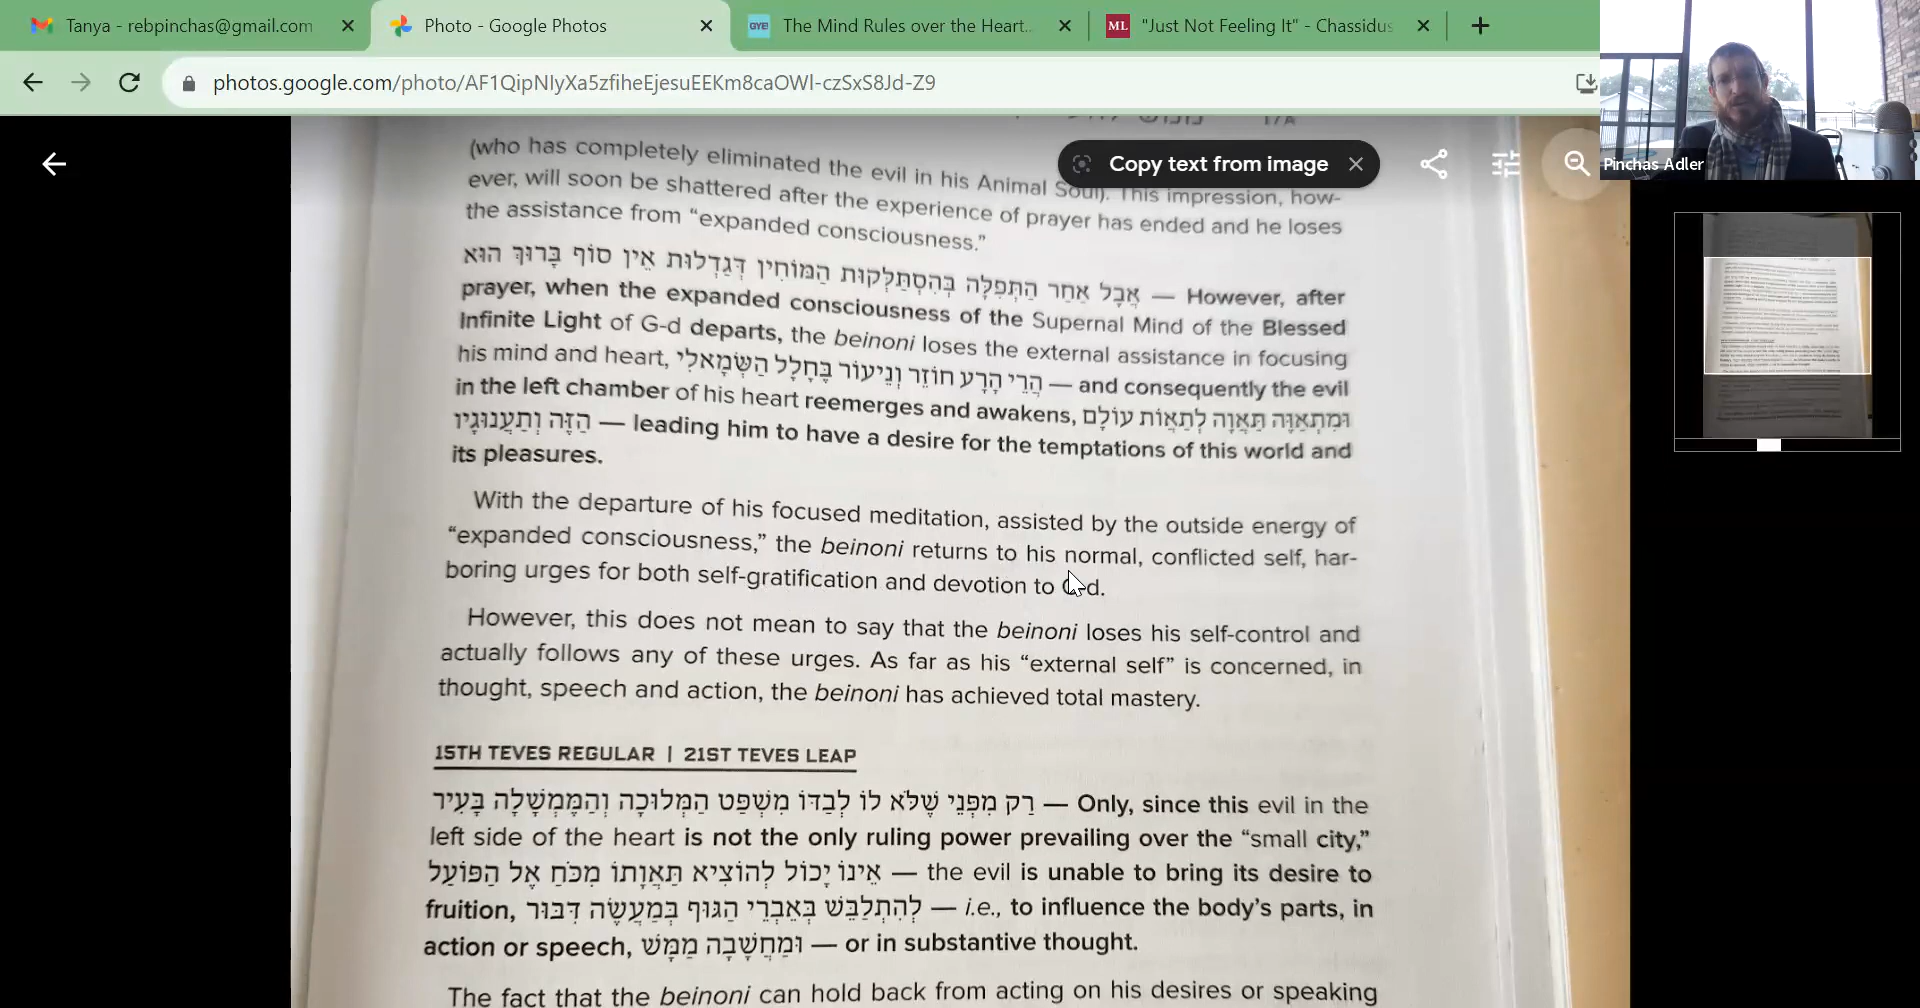 Tanya - rebpinchas@gmail.com
Photo - Google Photos
GYE The Mind Rules over the Heart...
ML "Just Not Feeling It" - Chassidus
photos.google.com/photo/AF1QipNIyXa5zfiheEjesuEEKm8caOWl-czSxS8Jd-Z9
Pinchas Adler
Copy text from image
17A
(who has completely eliminated the evil in his Animal Soul). This impression, how-
ever, will soon be shattered after the experience of prayer has ended and he loses
the assistance from “expanded consciousness.”
אֲבָל אַחַר הַתְּפִלָּה בְּהִסְתַּלְּקוּת הַמּוֹחִין דְּגַדְלוּת אֵין סוֹף בָּרוּךְ הוּא — However, after
prayer, when the expanded consciousness of the Supernal Mind of the Blessed
Infinite Light of G-d departs, the beinoni loses the external assistance in focusing
his mind and heart, הֲרֵי הָרָע חוֹזֵר וְנֵיעוֹר בֶּחָלָל הַשְּׂמָאלִי — and consequently the evil
in the left chamber of his heart reemerges and awakens, וּמִתְאַוֶּה תַּאֲוָה לְתַאֲוֹת עוֹלָם
הַזֶּה וְתַעֲנוּגָיו — leading him to have a desire for the temptations of this world and
its pleasures.
With the departure of his focused meditation, assisted by the outside energy of
“expanded consciousness,” the beinoni returns to his normal, conflicted self, har-
boring urges for both self-gratification and devotion to G-d.
However, this does not mean to say that the beinoni loses his self-control and
actually follows any of these urges. As far as his “external self” is concerned, in
thought, speech and action, the beinoni has achieved total mastery.
15TH TEVES REGULAR | 21ST TEVES LEAP
רַק מִפְּנֵי שֶׁלֹּא לוֹ לְבַדּוֹ מִשְׁפַּט הַמְּלוּכָה וְהַמֶּמְשָׁלָה בָּעִיר — Only, since this evil in the
left side of the heart is not the only ruling power prevailing over the “small city,”
אֵינוֹ יָכוֹל לְהוֹצִיא תַּאֲוָתוֹ מִכֹּחַ אֶל הַפּוֹעַל — the evil is unable to bring its desire to
fruition, לְהִתְלַבֵּשׁ בְּאֵבְרֵי הַגּוּף בְּמַעֲשֶׂה דִּבּוּר — i.e., to influence the body’s parts, in
action or speech, וּמַחֲשָׁבָה מַמָּשׁ — or in substantive thought.
The fact that the beinoni can hold back from acting on his desires or speaking